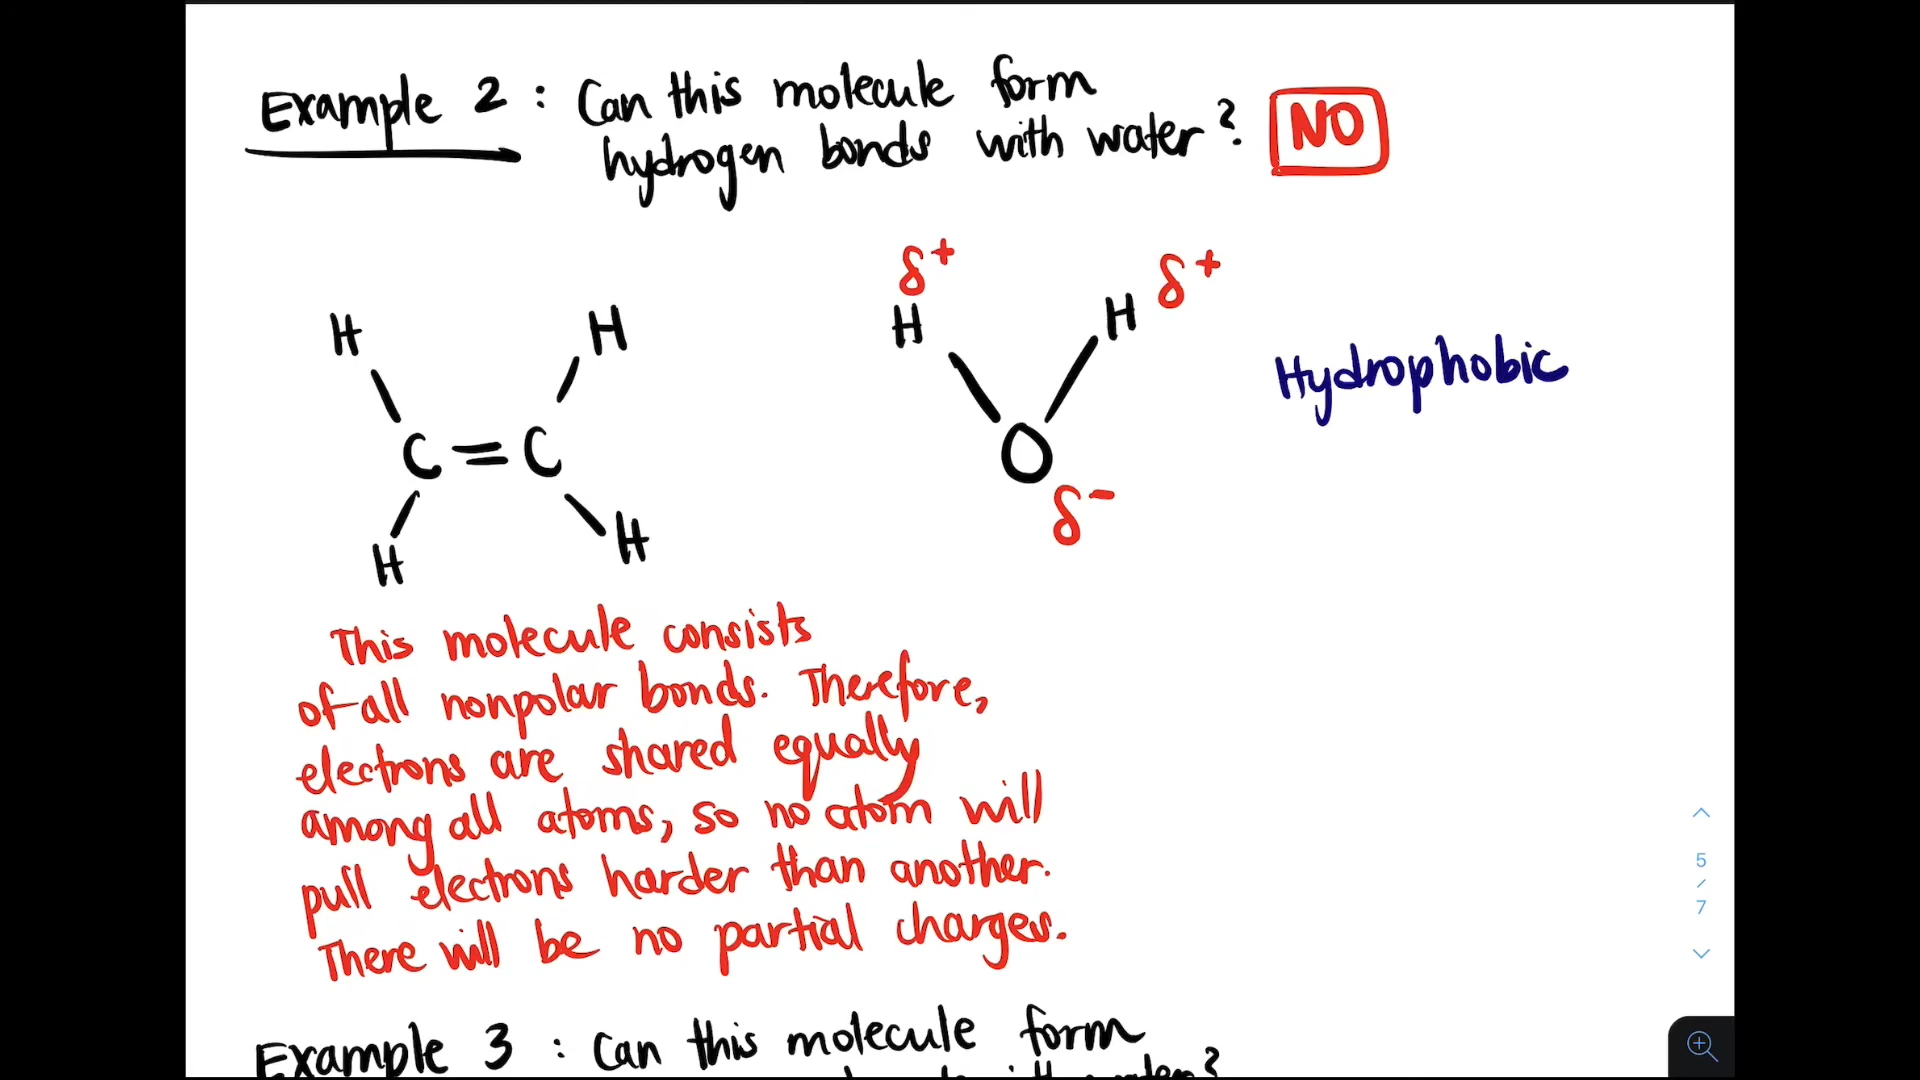 Example 2 : Can this molecule form
hydrogen bonds with water? NO
δ+
δ+
H
H
H
H
Hydrophobic
C = C
O
δ-
H
H
This molecule consists
of all nonpolar bonds. Therefore,
electrons are shared equally
among all atoms, so no atom will
pull electrons harder than another.
There will be no partial charges.
5
/
7
Example 3 : Can this molecule form
water?